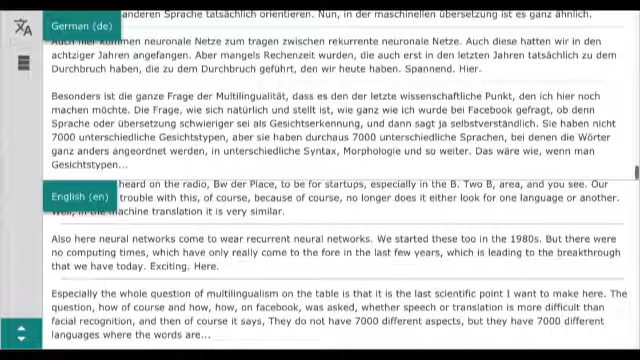 anderen Sprache tatsächlich orientieren. Nun, in der maschinellen übersetzung ist es ganz ähnlich.
German (de)
Auch hier kommen neuronale Netze zum tragen zwischen rekurrente neuronale Netze. Auch diese hatten wir in den
achtziger Jahren angefangen. Aber mangels Rechenzeit wurden, die auch erst in den letzten Jahren tatsächlich zu dem
Durchbruch haben, die zu dem Durchbruch geführt, den wir heute haben. Spannend. Hier.
Besonders ist die ganze Frage der Multilingualität, dass es den der letzte wissenschaftliche Punkt, den ich hier noch
machen möchte. Die Frage, wie sich natürlich und stellt ist, wie ganz wie ich wurde bei Facebook gefragt, ob denn
Sprache oder übersetzung schwieriger sei als Gesichtserkennung, und dann sagt ja selbstverständlich. Sie haben nicht
7000 unterschiedliche Gesichtstypen, aber sie haben durchaus 7000 unterschiedliche Sprachen, bei denen die Wörter
ganz anders angeordnet werden, in unterschiedliche Syntax, Morphologie und so weiter. Das wäre wie, wenn man
Gesichtstypen...
heard on the radio, Bw der Place, to be for startups, especially in the B. Two B, area, and you see. Our
English (en)
trouble with this, of course, because of course, no longer does it either look for one language or another.
Well, in the machine translation it is very similar.
Also here neural networks come to wear recurrent neural networks. We started these too in the 1980s. But there were
no computing times, which have only really come to the fore in the last few years, which is leading to the breakthrough
that we have today. Exciting. Here.
Especially the whole question of multilingualism on the table is that it is the last scientific point I want to make here. The
question, how of course and how, how, on facebook, was asked, whether speech or translation is more difficult than
facial recognition, and then of course it says, They do not have 7000 different aspects, but they have 7000 different
languages where the words are...